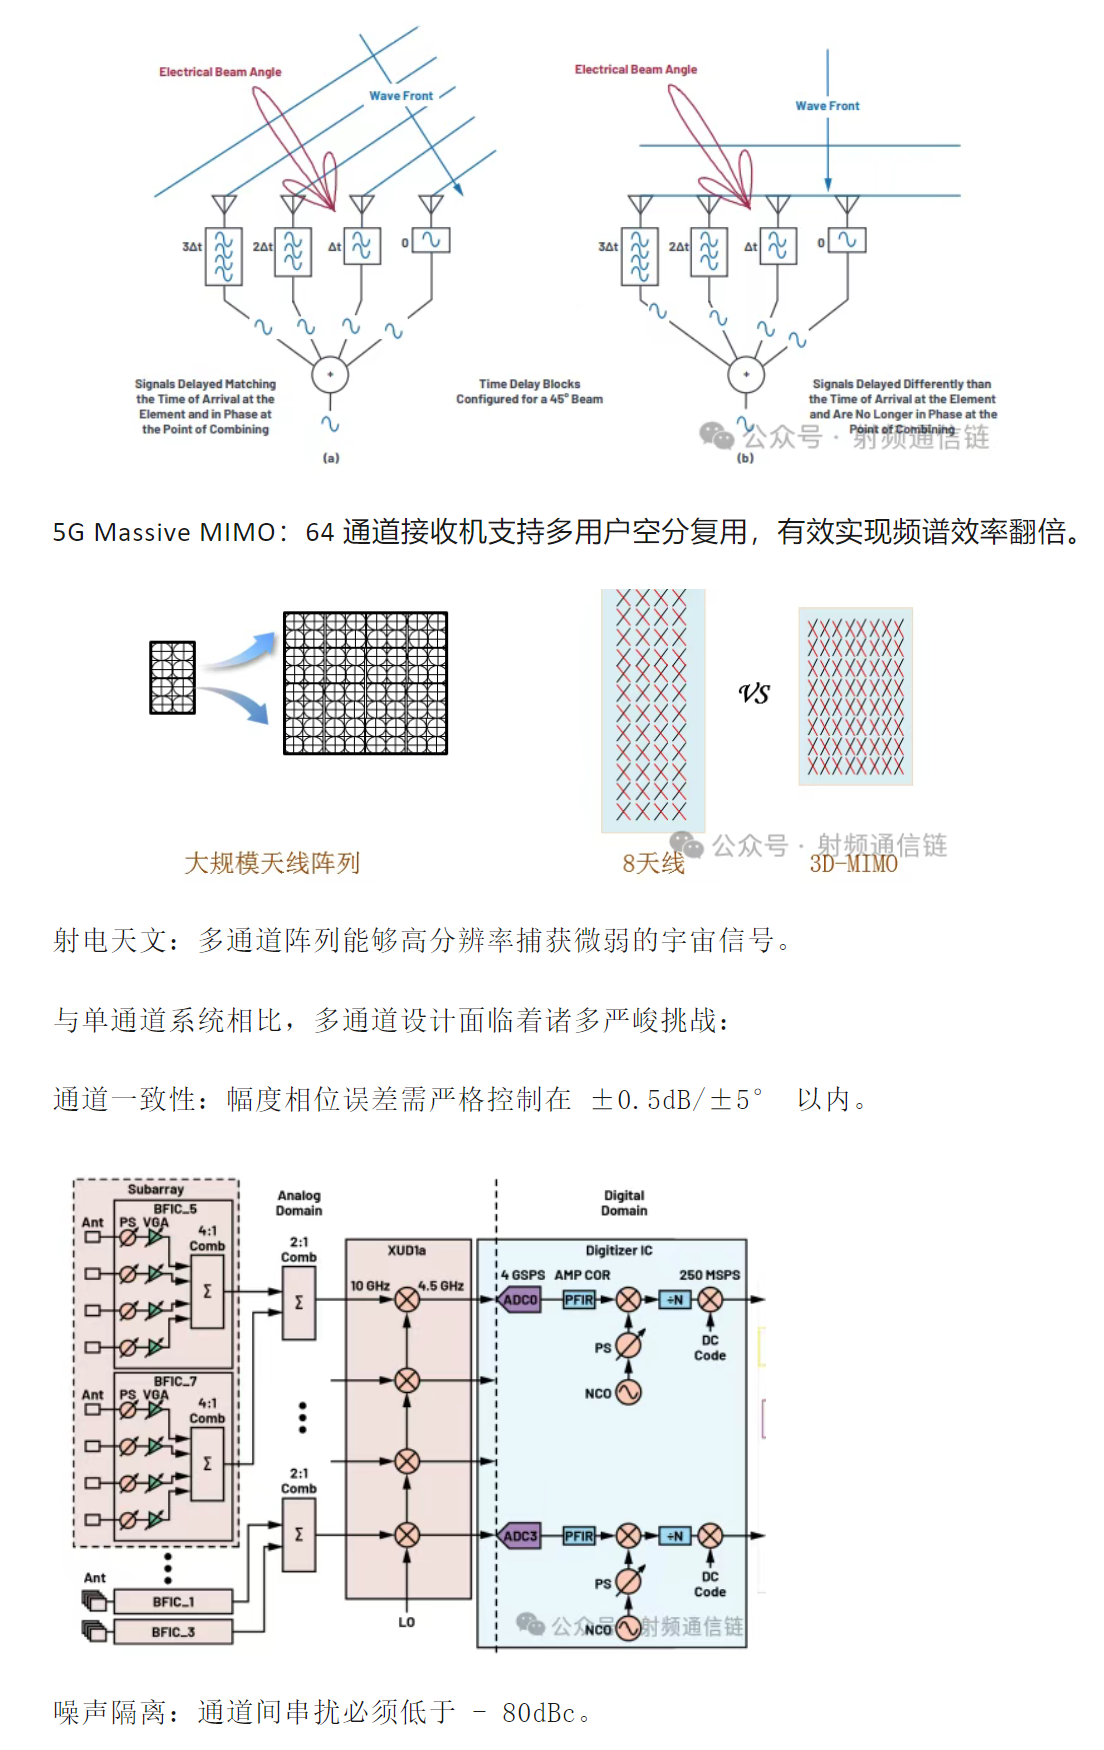 Electrical Beam Angle
Wave Front
3Δt
2Δt
Δt
0
+
Signals Delayed Matching
the Time of Arrival at the
Element and in Phase at
the Point of Combining
(a)
Time Delay Blocks
Configured for a 45° Beam
Electrical Beam Angle
Wave Front
3Δt
2Δt
Δt
0
+
Signals Delayed Differently than
the Time of Arrival at the Element
and Are No Longer in Phase at the
Point of Combining
公众号 · 射频通信链
(b)
5G Massive MIMO：64 通道接收机支持多用户空分复用，有效实现频谱效率翻倍。
VS
公众号 · 射频通信链
大规模天线阵列
8天线
3D-MIMO
射电天文：多通道阵列能够高分辨率捕获微弱的宇宙信号。
与单通道系统相比，多通道设计面临着诸多严峻挑战：
通道一致性：幅度相位误差需严格控制在 ±0.5dB/±5° 以内。
Subarray
BFIC_5
Ant
PS VGA
4:1
Comb
Σ
BFIC_7
Ant
PS VGA
4:1
Comb
Σ
Ant
BFIC_1
BFIC_3
Analog
Domain
2:1
Comb
Σ
2:1
Comb
Σ
XUD1a
10 GHz
4.5 GHz
LO
Digital
Domain
Digitizer IC
4 GSPS
AMP COR
250 MSPS
ADC0
PFIR
÷N
PS
DC
Code
NCO
ADC3
PFIR
÷N
PS
DC
Code
NCO
公众号 · 射频通信链
噪声隔离：通道间串扰必须低于 - 80dBc。